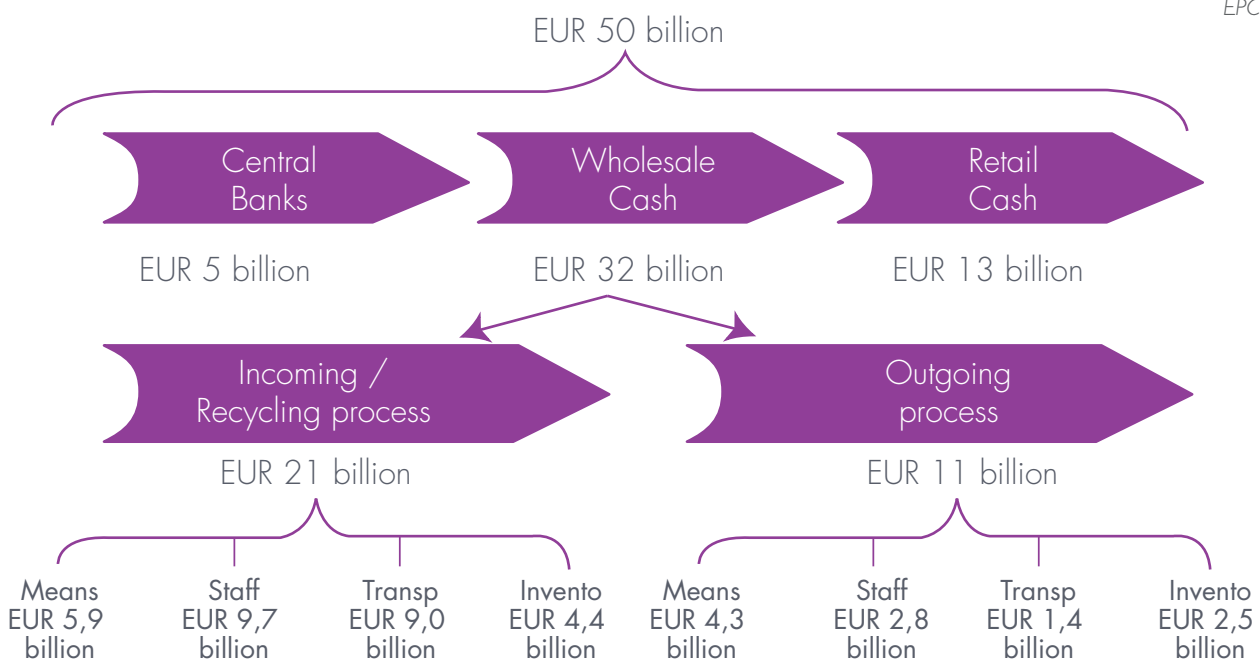 EPC
EUR 50 billion
Central
Banks
Wholesale
Cash
Retail
Cash
EUR 5 billion
EUR 32 billion
EUR 13 billion
Incoming /
Recycling process
Outgoing
process
EUR 21 billion
EUR 11 billion
Means
EUR 5,9
billion
Staff
EUR 9,7
billion
Transp
EUR 9,0
billion
Invento
EUR 4,4
billion
Means
EUR 4,3
billion
Staff
EUR 2,8
billion
Transp
EUR 1,4
billion
Invento
EUR 2,5
billion